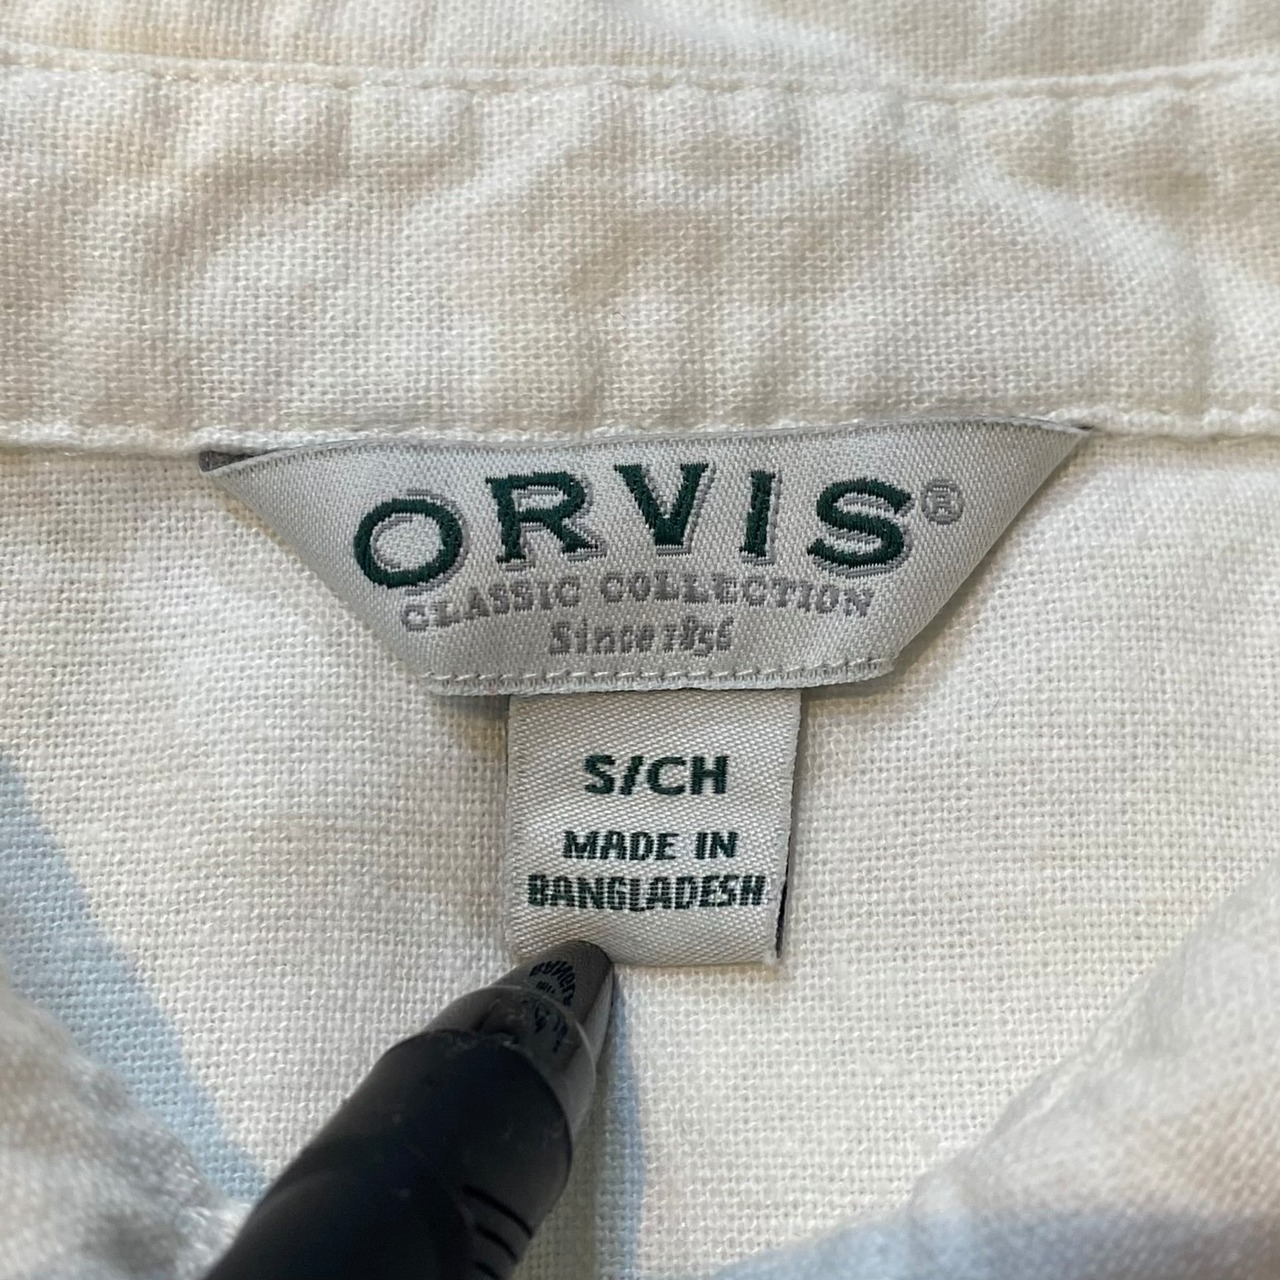 ORVIS®
CLASSIC COLLECTION
Since 1856
S/CH
MADE IN
BANGLADESH